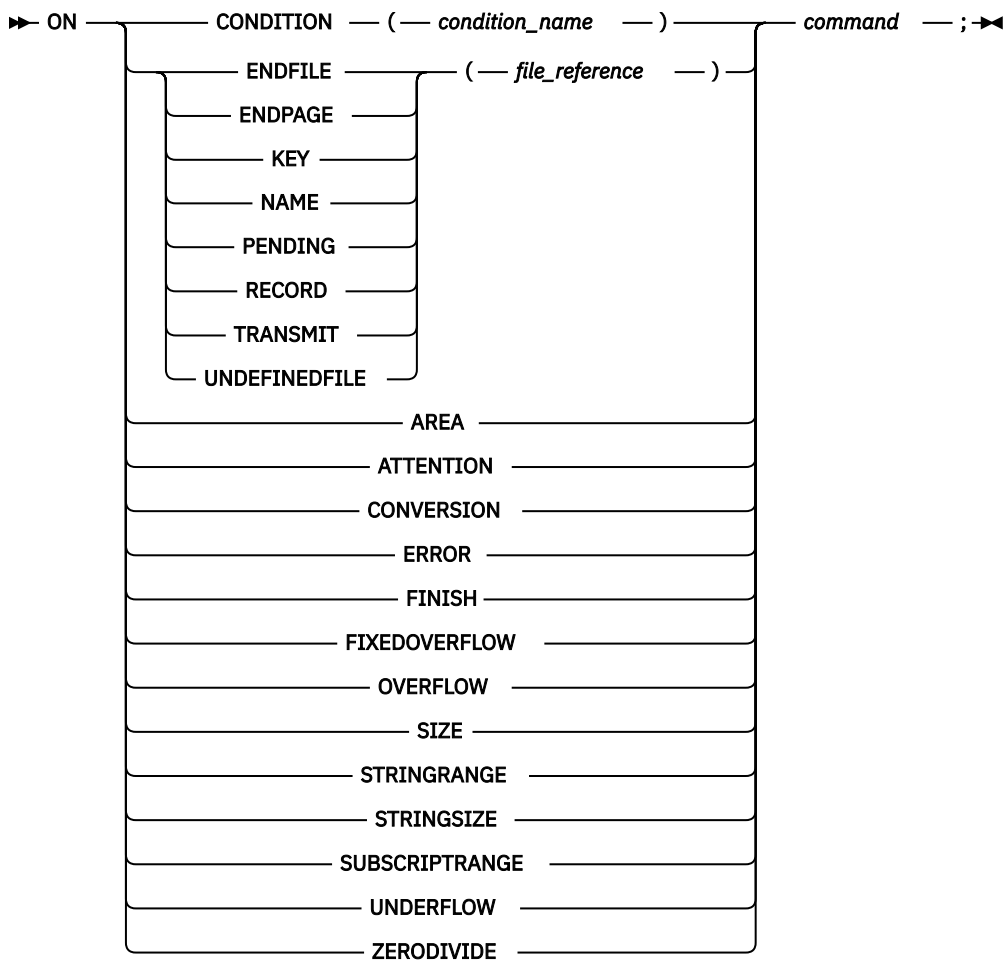 ON CONDITION ( condition_name ) command ;
ENDFILE ( file_reference )
ENDPAGE
KEY
NAME
PENDING
RECORD
TRANSMIT
UNDEFINEDFILE
AREA
ATTENTION
CONVERSION
ERROR
FINISH
FIXEDOVERFLOW
OVERFLOW
SIZE
STRINGRANGE
STRINGSIZE
SUBSCRIPTRANGE
UNDERFLOW
ZERODIVIDE